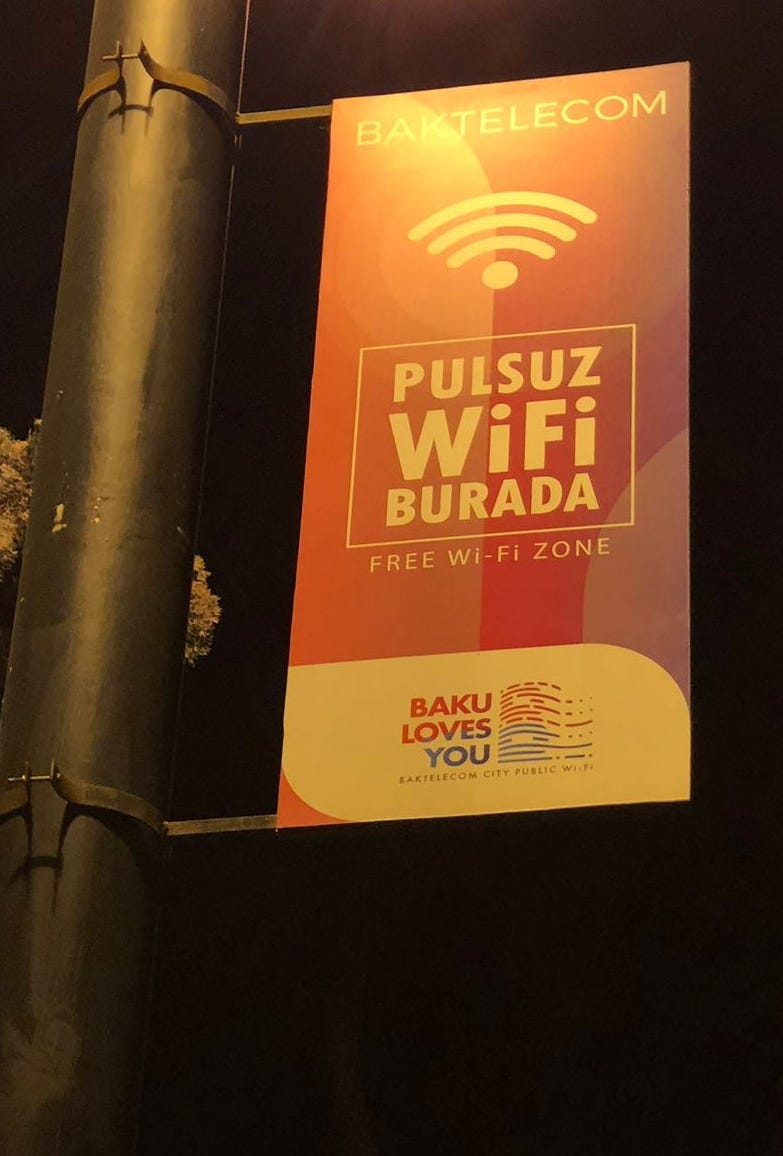 BAKTELECOM
PULSUZ
WiFi
BURADA
FREE Wi-Fi ZONE
BAKU
LOVES
YOU
BAKTELECOM CITY PUBLIC Wi-Fi